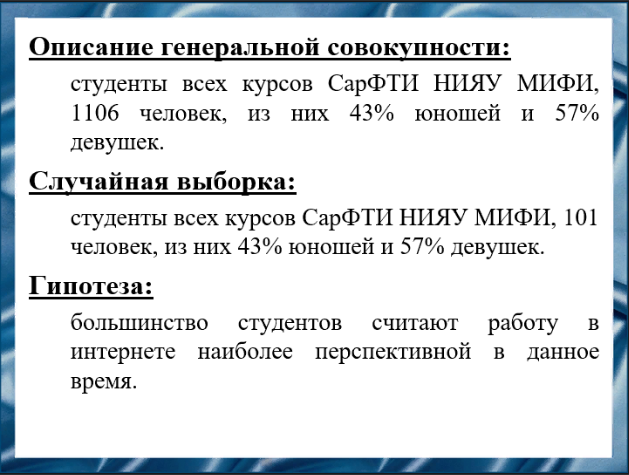 Описание генеральной совокупности:
студенты всех курсов СарФТИ НИЯУ МИФИ,
1106 человек, из них 43% юношей и 57%
девушек.
Случайная выборка:
студенты всех курсов СарФТИ НИЯУ МИФИ, 101
человек, из них 43% юношей и 57% девушек.
Гипотеза:
большинство студентов считают работу в
интернете наиболее перспективной в данное
время.